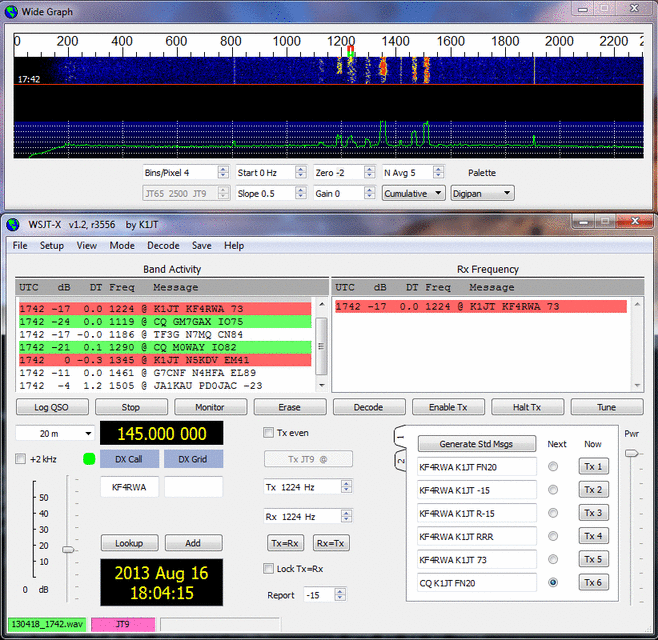 Wide Graph
0 200 400 600 800 1000 1200 1400 1600 1800 2000 2200
17:42
Bins/Pixel 4 Start 0 Hz Zero -2 N Avg 5 Palette
JT65 2500 JT9 Slope 0.5 Gain 0 Cumulative Digipan
WSJT-X v1.2, r3556 by K1JT
File Setup View Mode Decode Save Help
Band Activity Rx Frequency
UTC dB DT Freq Message UTC dB DT Freq Message
1742 -17 0.0 1224 @ K1JT KF4RWA 73 1742 -17 0.0 1224 @ K1JT KF4RWA 73
1742 -24 0.0 1119 @ CQ GM7GAX IO75
1742 -17 -0.0 1186 @ TF3G N7MQ CN84
1742 -21 0.1 1290 @ CQ M0WAY IO82
1742 0 -0.3 1345 @ K1JT N5KDV EM41
1742 -11 0.0 1461 @ G7CNF N4HFA EL89
1742 -4 1.2 1505 @ JA1KAU PD0JAC -23
Log QSO Stop Monitor Erase Decode Enable Tx Halt Tx Tune
20 m 145.000 000 Tx even 1 Generate Std Msgs Next Now Pwr
+2 kHz DX Call DX Grid Tx JT9 @ 2 KF4RWA K1JT FN20 Tx 1
KF4RWA Tx 1224 Hz KF4RWA K1JT -15 Tx 2
50
40 Rx 1224 Hz KF4RWA K1JT R-15 Tx 3
30
20 Lookup Add Tx=Rx Rx=Tx KF4RWA K1JT RRR Tx 4
10 2013 Aug 16 Lock Tx=Rx KF4RWA K1JT 73 Tx 5
0 dB 18:04:15 Report -15 CQ K1JT FN20 Tx 6
130418_1742.wav JT9